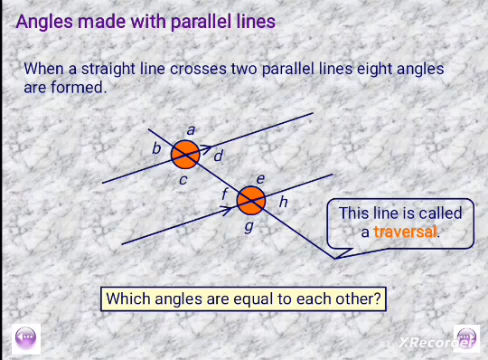 Angles made with parallel lines
When a straight line crosses two parallel lines eight angles
are formed.
a
b
d
c
e
f
h
g
This line is called
a traversal.
Which angles are equal to each other?
XRecorder